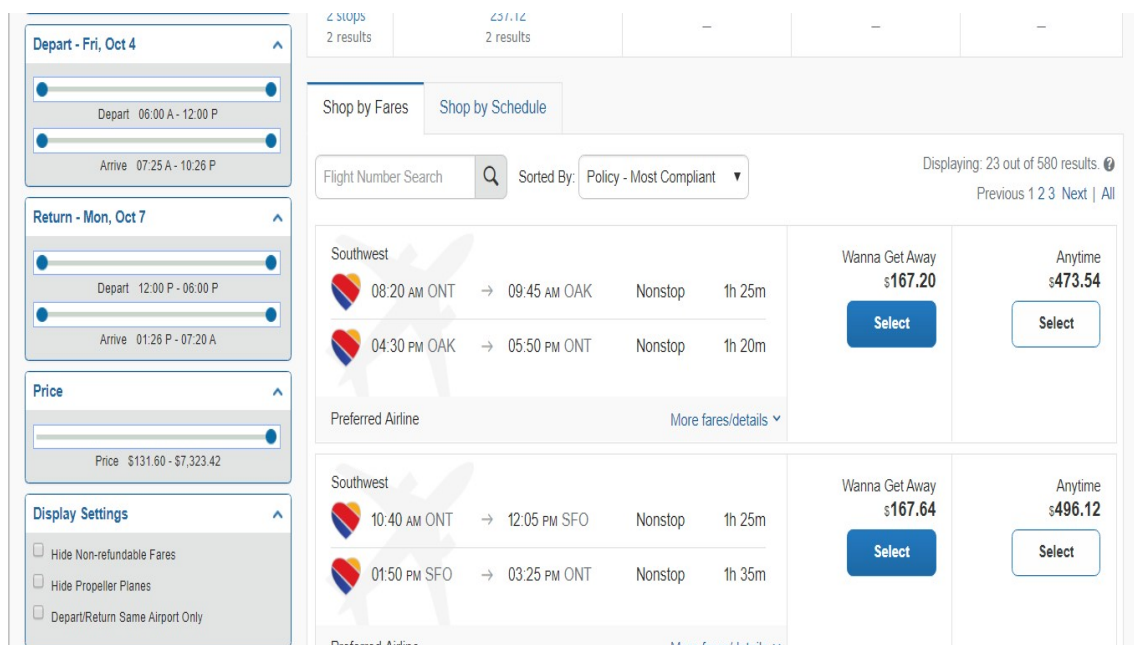 Depart - Fri, Oct 4
Depart 06:00 A - 12:00 P
Arrive 07:25 A - 10:26 P
Return - Mon, Oct 7
Depart 12:00 P - 06:00 P
Arrive 01:26 P - 07:20 A
Price
Price $131.60 - $7,323.42
Display Settings
Hide Non-refundable Fares
Hide Propeller Planes
Depart/Return Same Airport Only
2 stops 237.12
2 results 2 results – – –
Shop by Fares Shop by Schedule
Flight Number Search Sorted By: Policy - Most Compliant
Displaying: 23 out of 580 results. ?
Previous 1 2 3 Next | All
Southwest
08:20 AM ONT → 09:45 AM OAK Nonstop 1h 25m
04:30 PM OAK → 05:50 PM ONT Nonstop 1h 20m
Preferred Airline More fares/details
Wanna Get Away
$167.20
Select
Anytime
$473.54
Select
Southwest
10:40 AM ONT → 12:05 PM SFO Nonstop 1h 25m
01:50 PM SFO → 03:25 PM ONT Nonstop 1h 35m
Preferred Airline More fares/details
Wanna Get Away
$167.64
Select
Anytime
$496.12
Select